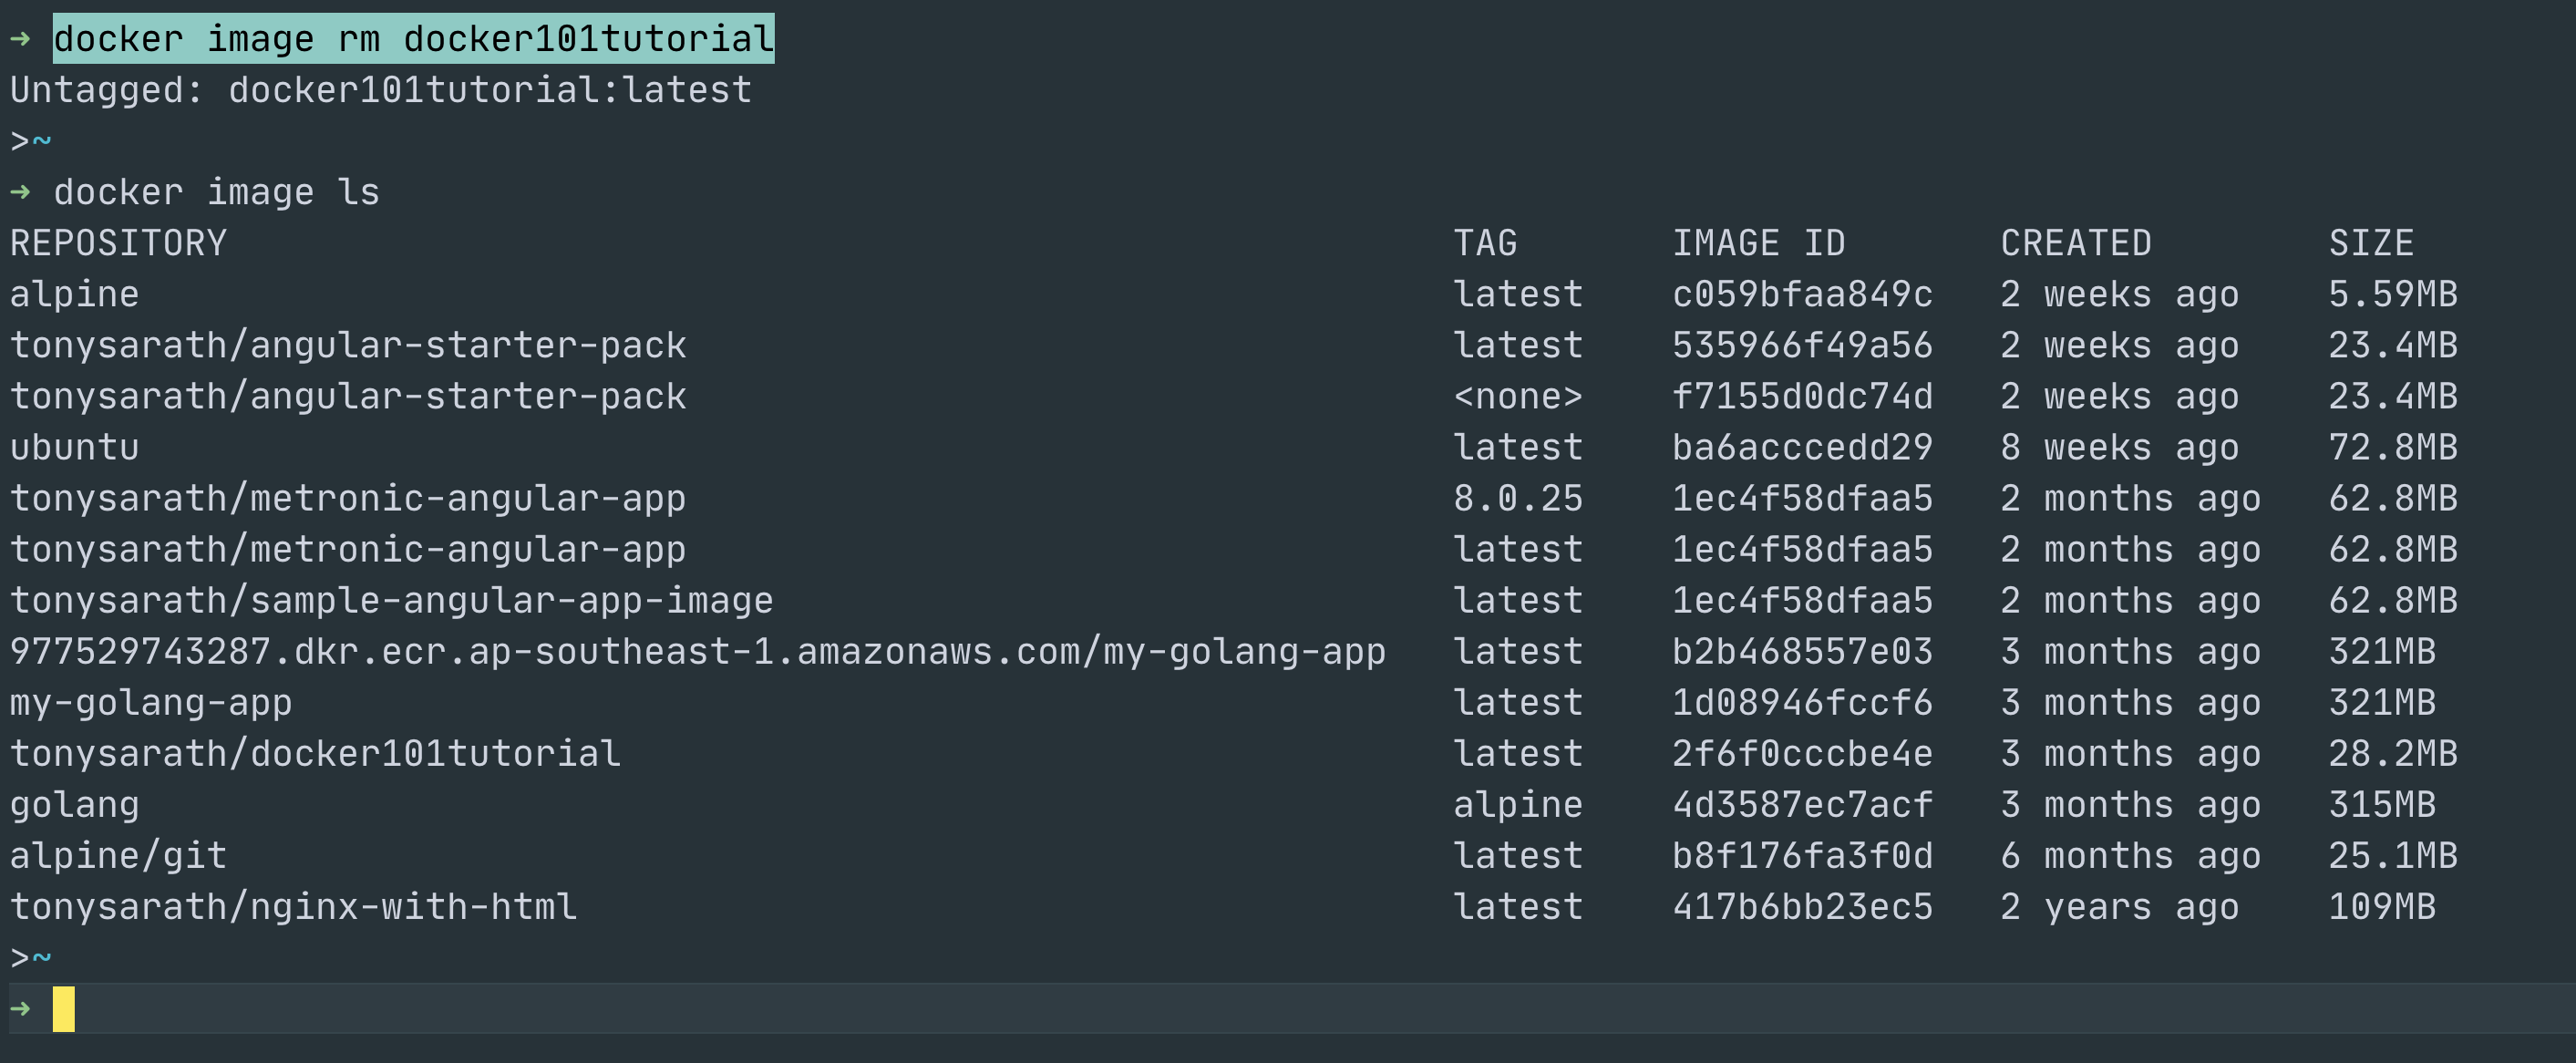 ➜ docker image rm docker101tutorial
Untagged: docker101tutorial:latest
>~
➜ docker image ls
REPOSITORY TAG IMAGE ID CREATED SIZE
alpine latest c059bfaa849c 2 weeks ago 5.59MB
tonysarath/angular-starter-pack latest 535966f49a56 2 weeks ago 23.4MB
tonysarath/angular-starter-pack <none> f7155d0dc74d 2 weeks ago 23.4MB
ubuntu latest ba6acccedd29 8 weeks ago 72.8MB
tonysarath/metronic-angular-app 8.0.25 1ec4f58dfaa5 2 months ago 62.8MB
tonysarath/metronic-angular-app latest 1ec4f58dfaa5 2 months ago 62.8MB
tonysarath/sample-angular-app-image latest 1ec4f58dfaa5 2 months ago 62.8MB
977529743287.dkr.ecr.ap-southeast-1.amazonaws.com/my-golang-app latest b2b468557e03 3 months ago 321MB
my-golang-app latest 1d08946fccf6 3 months ago 321MB
tonysarath/docker101tutorial latest 2f6f0cccbe4e 3 months ago 28.2MB
golang alpine 4d3587ec7acf 3 months ago 315MB
alpine/git latest b8f176fa3f0d 6 months ago 25.1MB
tonysarath/nginx-with-html latest 417b6bb23ec5 2 years ago 109MB
>~
➜